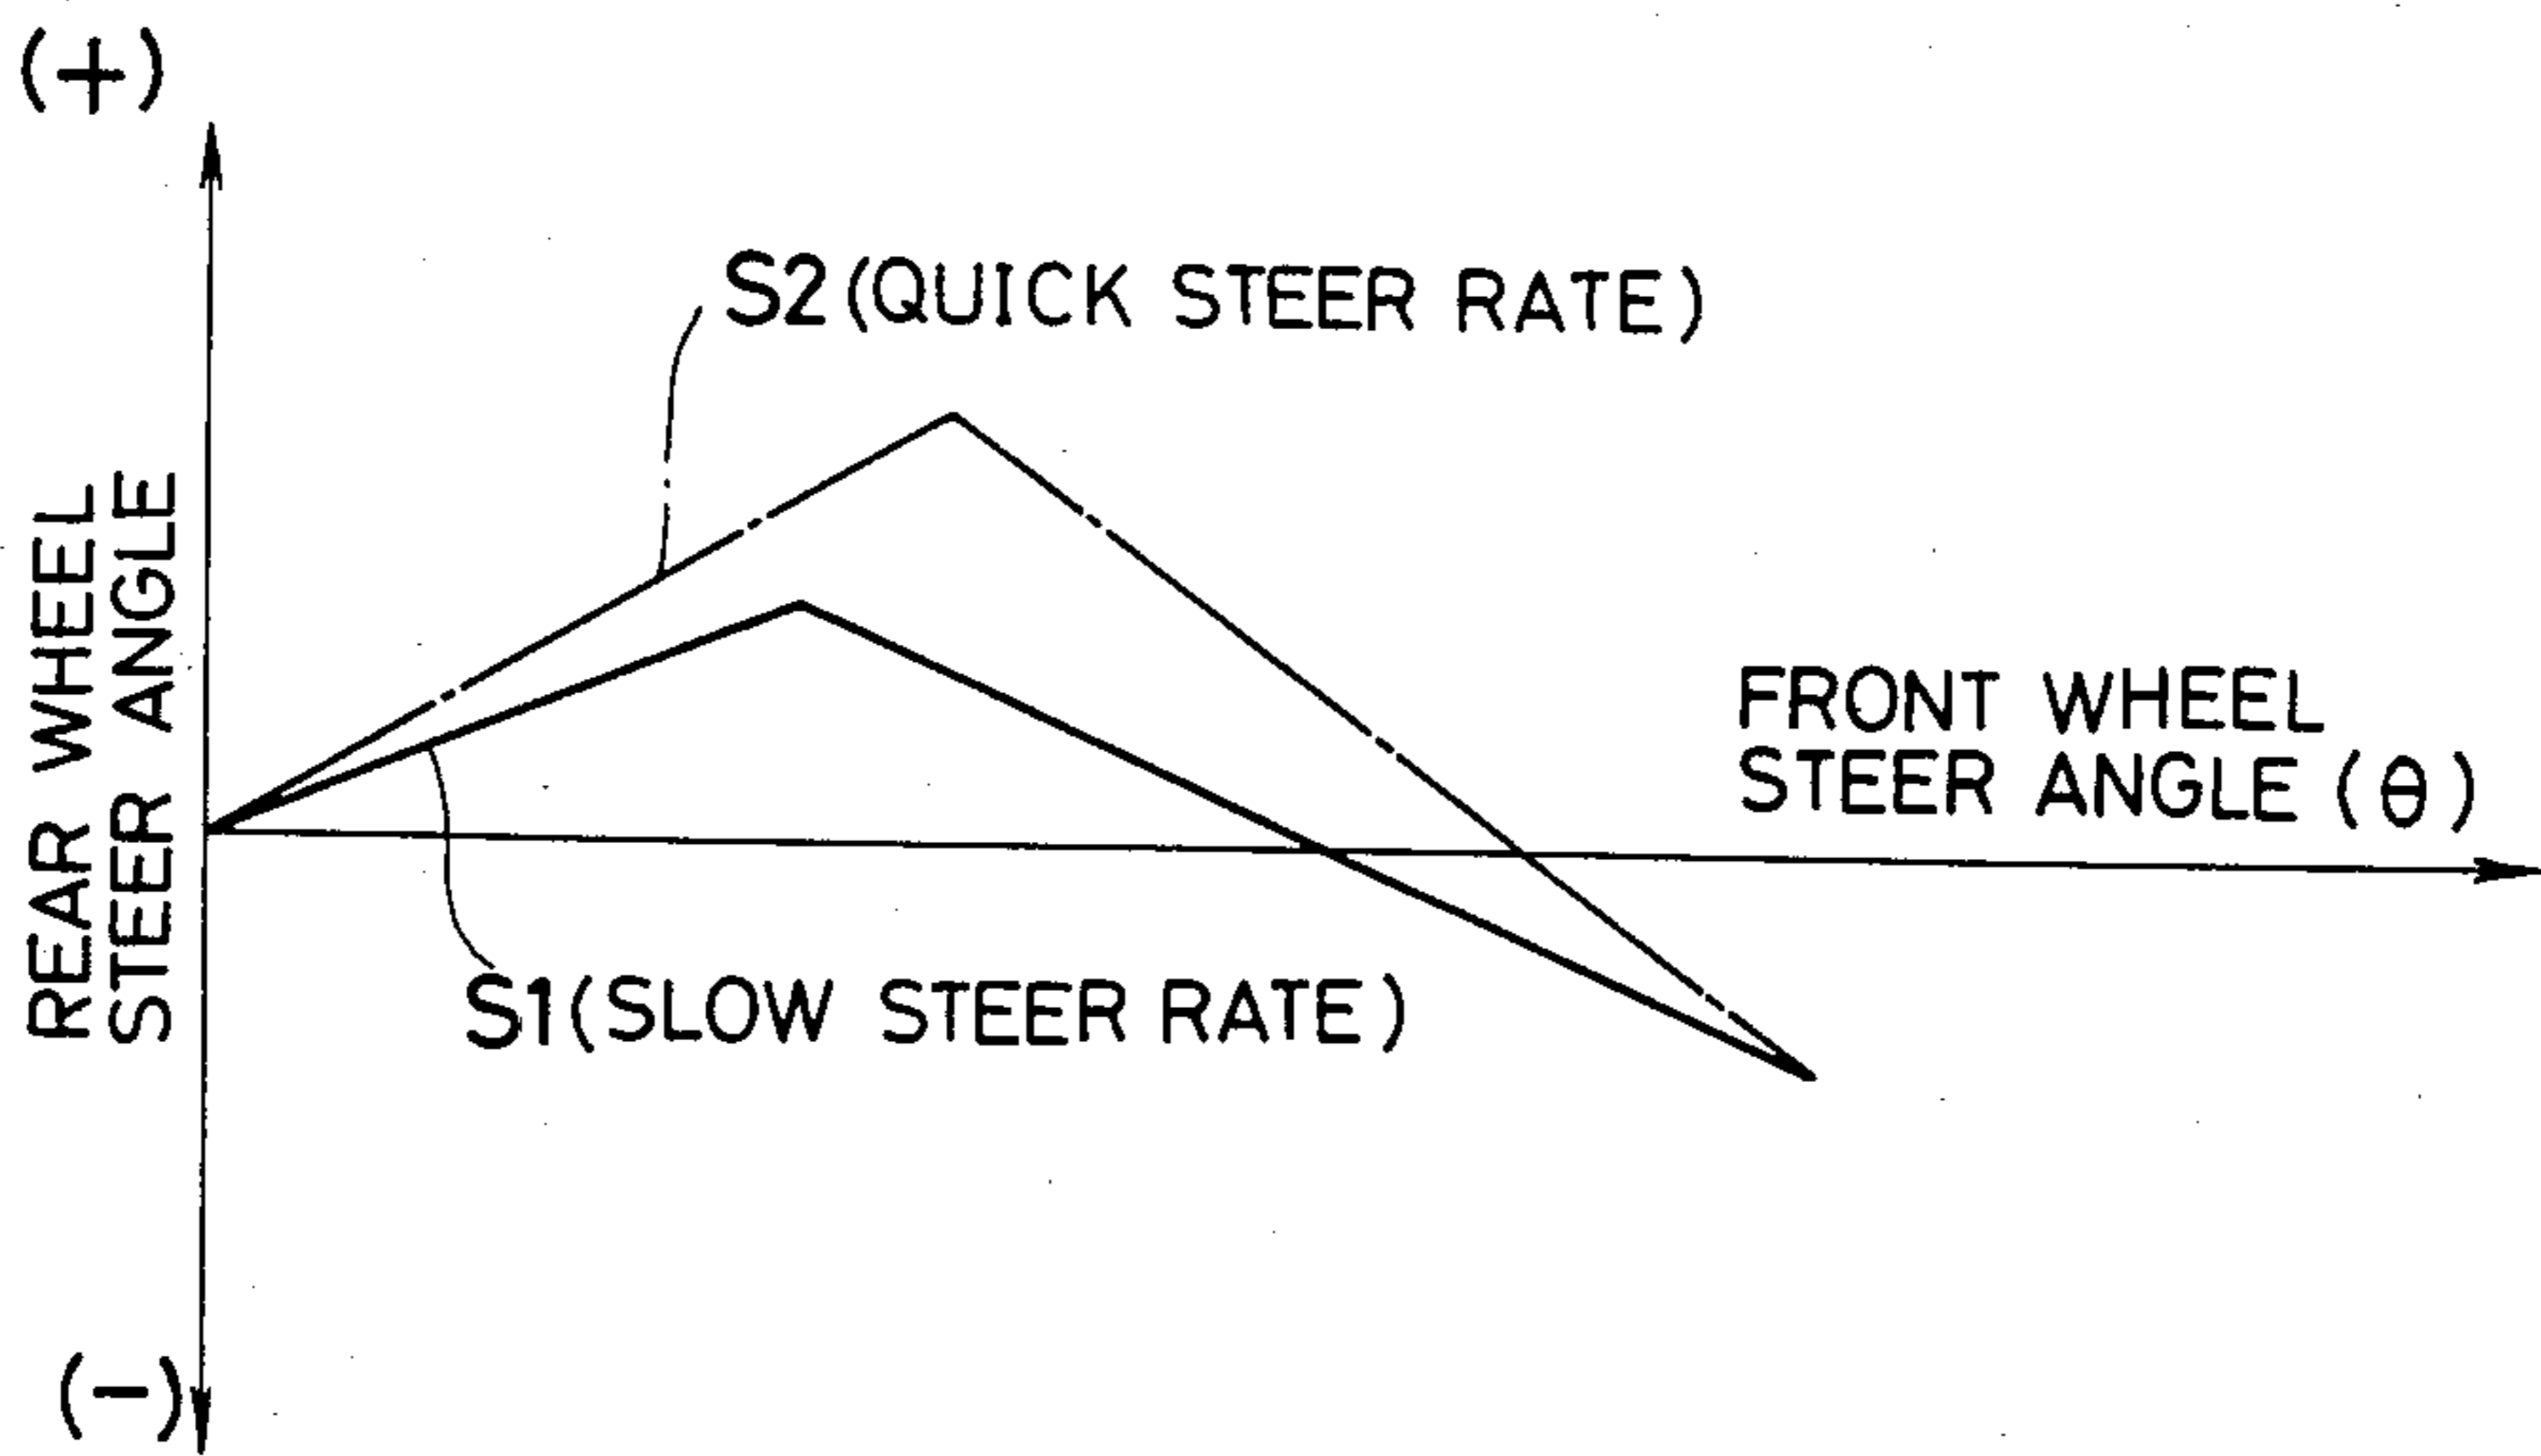 (+)
S2(QUICK STEER RATE)
REAR WHEEL
STEER ANGLE
FRONT WHEEL
STEER ANGLE (θ)
S1(SLOW STEER RATE)
(-)